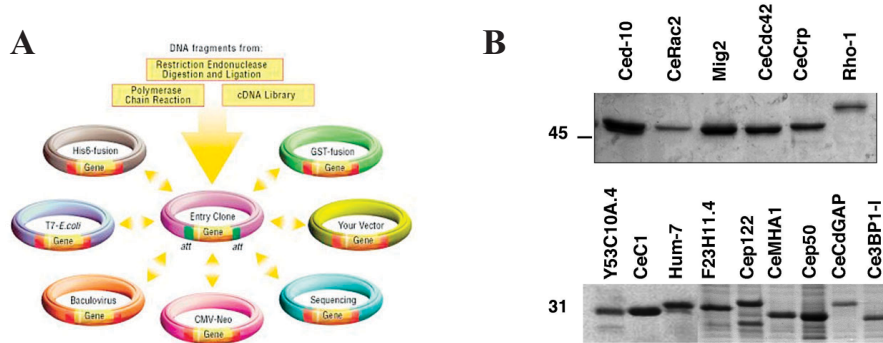 A
DNA fragments from:
Restriction Endonuclease
Digestion and Ligation
Polymerase
Chain Reaction
cDNA Library
His6-fusion
Gene
GST-fusion
Gene
T7-E.coli
Gene
Entry Clone
Gene
att
att
Your Vector
Gene
Baculovirus
Gene
CMV-Neo
Gene
Sequencing
Gene
B
Ced-10
CeRac2
Mig2
CeCdc42
CeCrp
Rho-1
45
Y53C10A.4
CeC1
Hum-7
F23H11.4
Cep122
CeMHA1
Cep50
CeCdGAP
Ce3BP1-I
31